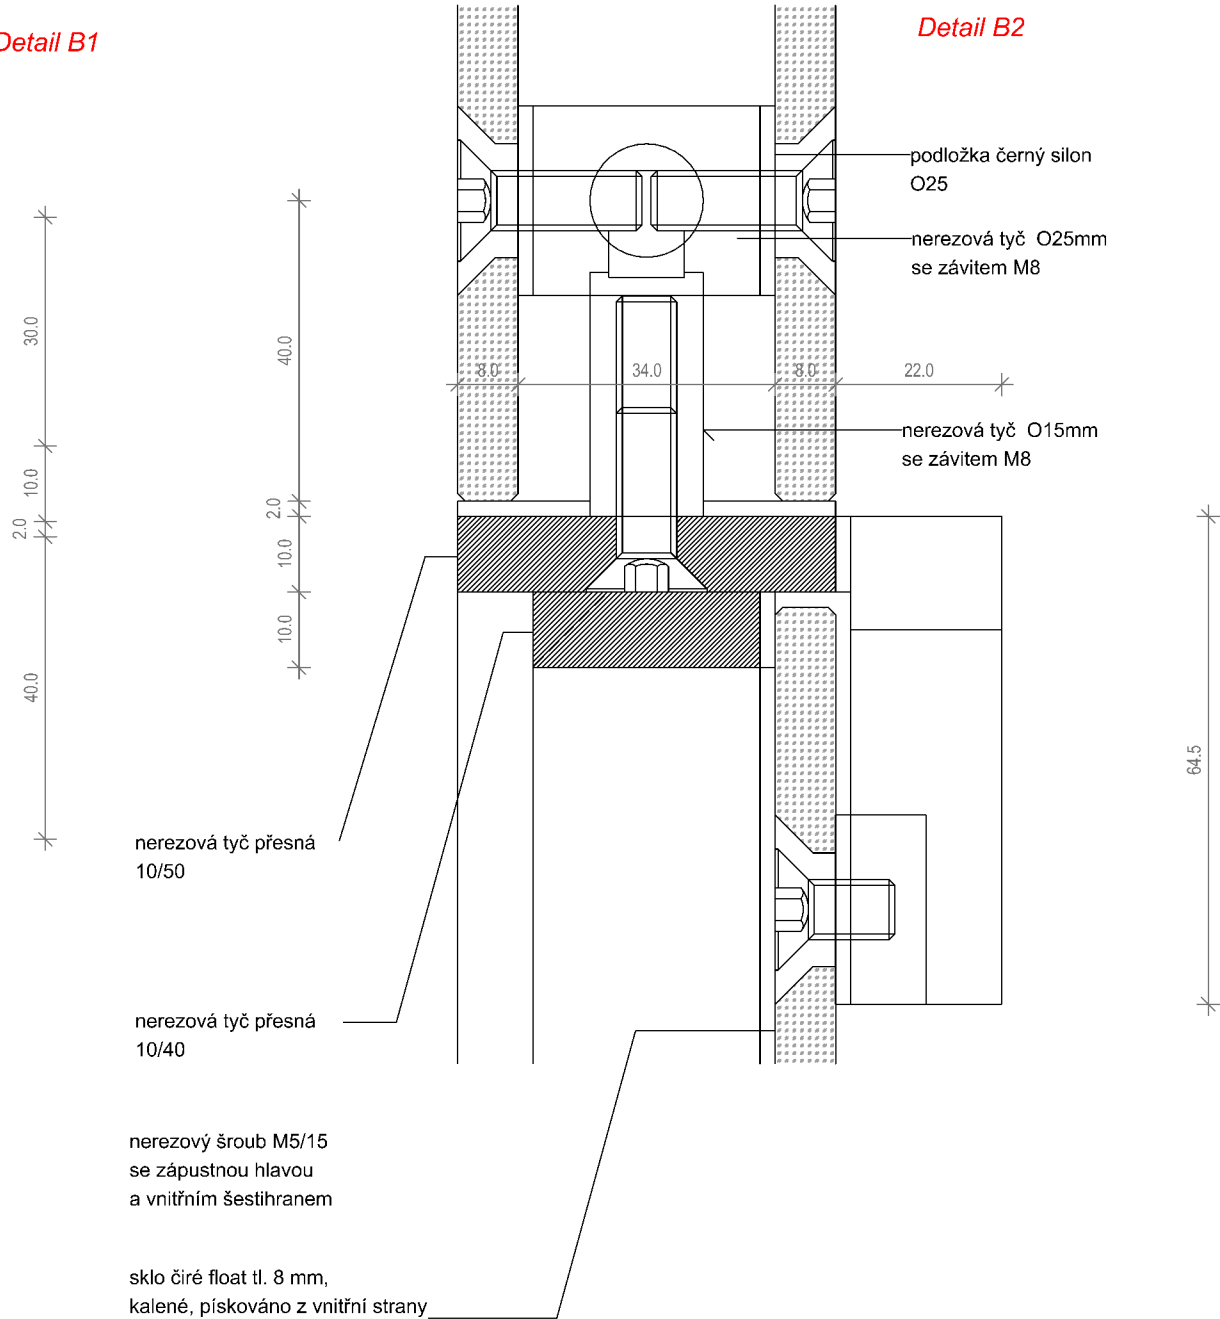 Detail B1
Detail B2
podložka černý silon
O25
nerezová tyč O25mm
se závitem M8
30.0
40.0
8.0
34.0
8.0
22.0
nerezová tyč O15mm
se závitem M8
10.0
2.0
2.0
10.0
10.0
40.0
64.5
nerezová tyč přesná
10/50
nerezová tyč přesná
10/40
nerezový šroub M5/15
se zápustnou hlavou
a vnitřním šestihranem
sklo čiré float tl. 8 mm,
kalené, pískováno z vnitřní strany